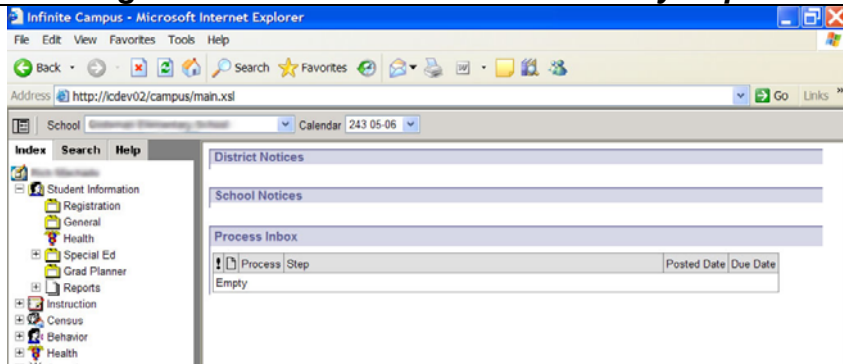 Infinite Campus - Microsoft Internet Explorer
File Edit View Favorites Tools Help
Back Search Favorites
Address http://icdev02/campus/main.xsl Go Links »
School Calendar 243 05-06
Index Search Help
District Notices
Student Information
Registration
School Notices
General
Health
Process Inbox
Special Ed
! Process Step Posted Date Due Date
Grad Planner
Empty
Reports
Instruction
Census
Behavior
Health